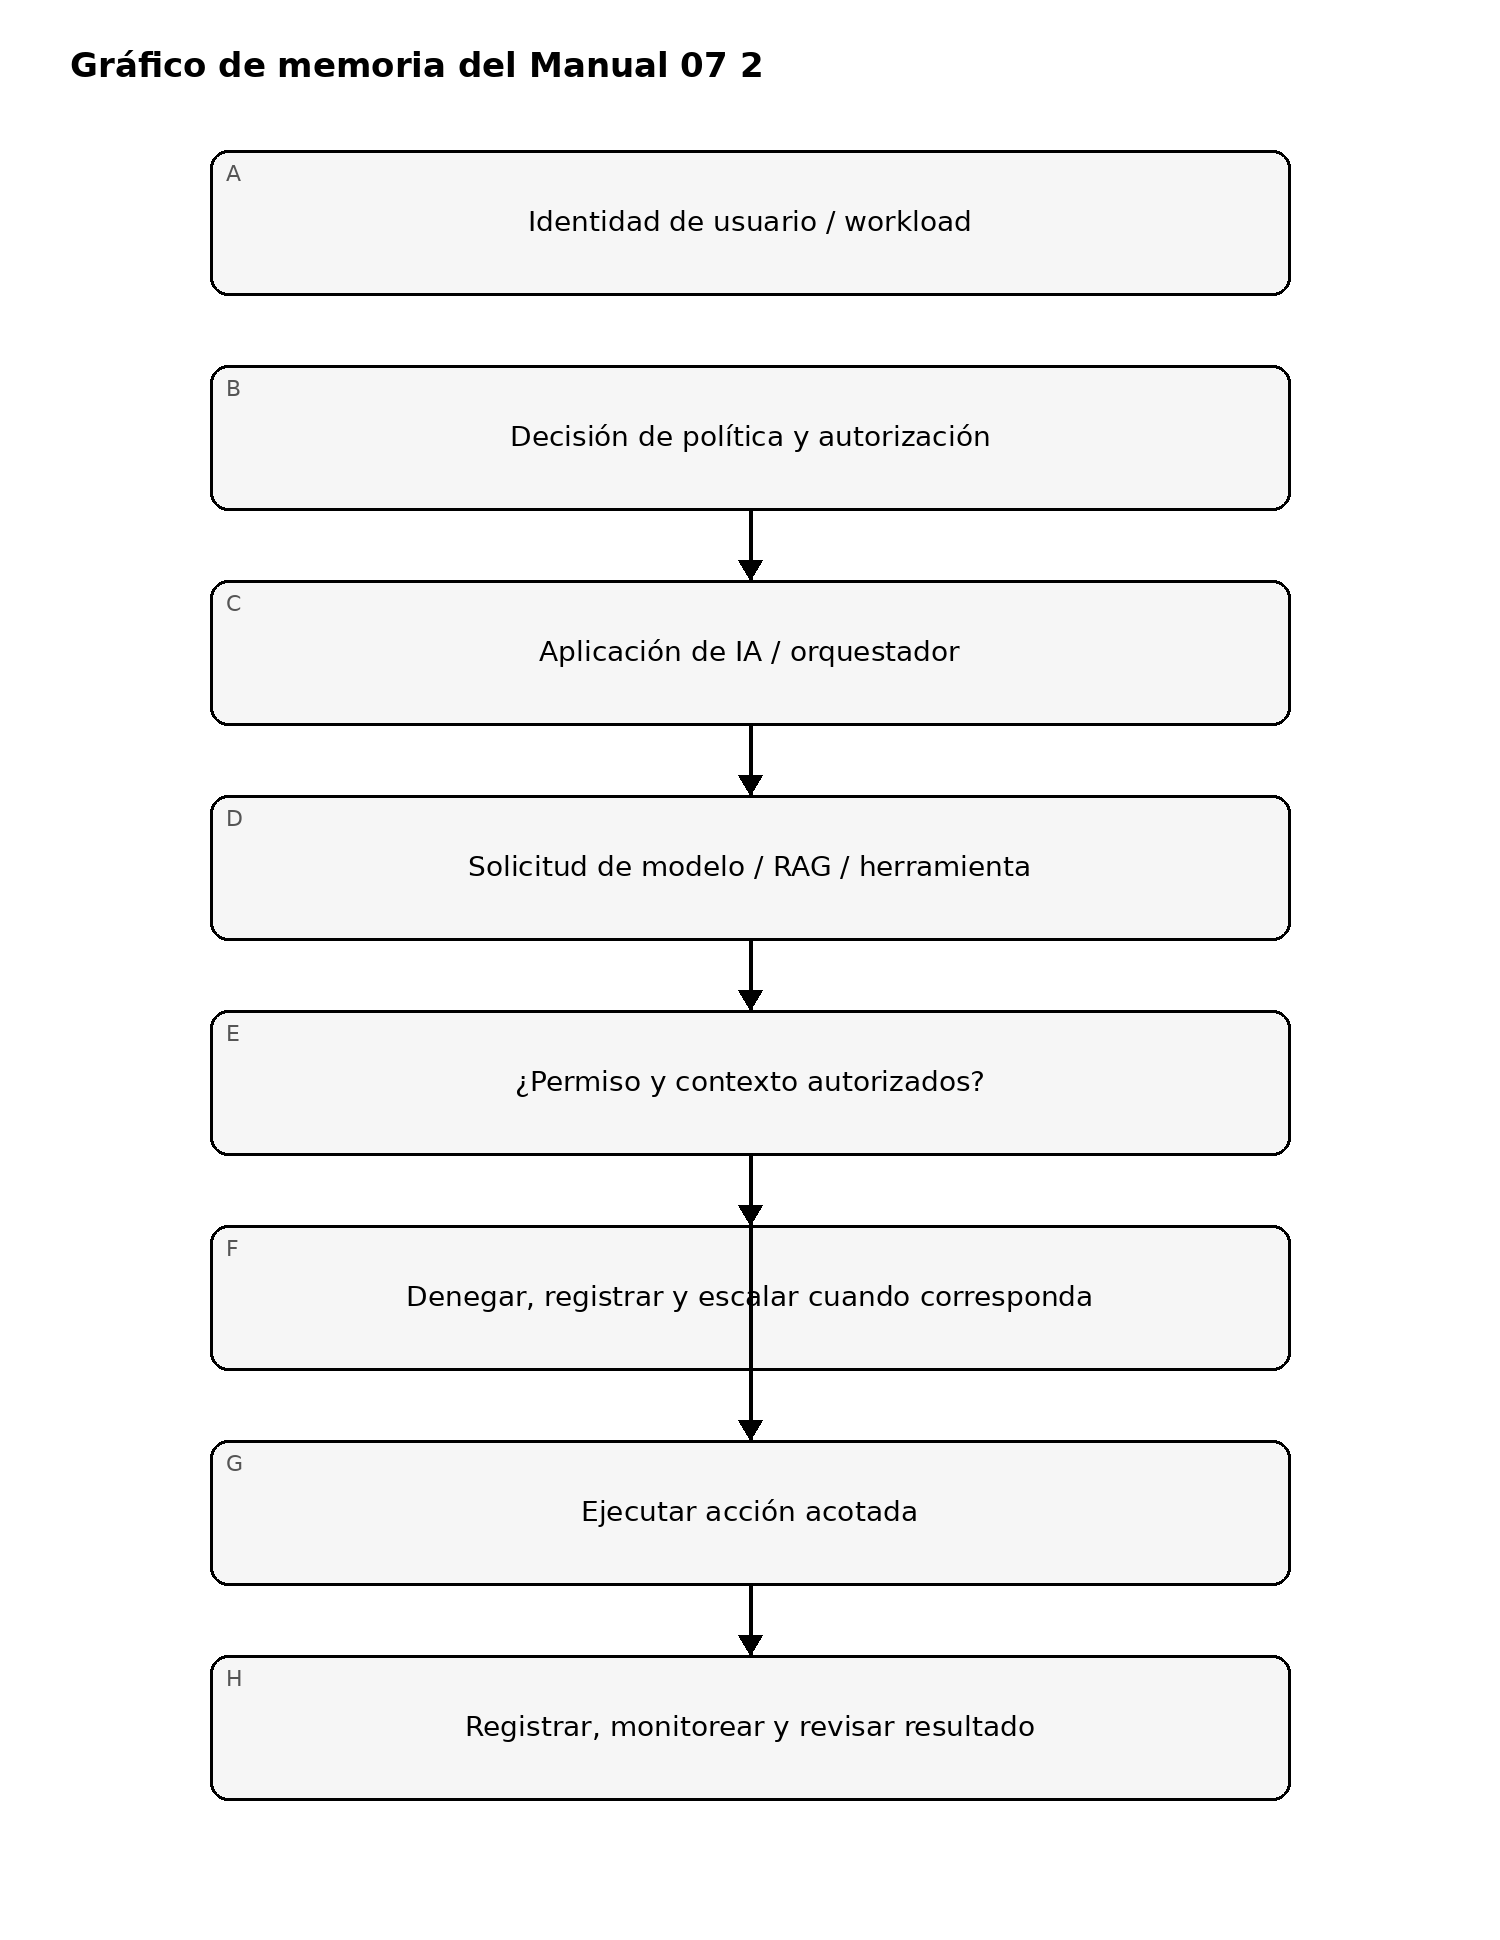 Gráfico de memoria del Manual 07 2
A
Identidad de usuario / workload
B
Decisión de política y autorización
C
Aplicación de IA / orquestador
D
Solicitud de modelo / RAG / herramienta
E
¿Permiso y contexto autorizados?
F
Denegar, registrar y escalar cuando corresponda
G
Ejecutar acción acotada
H
Registrar, monitorear y revisar resultado